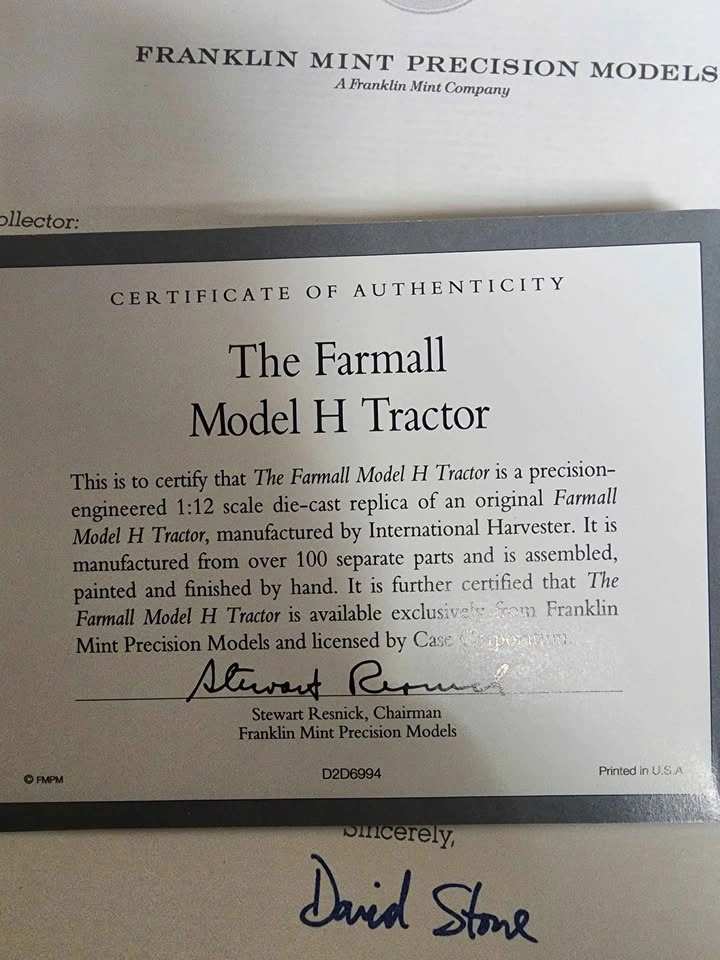 FRANKLIN MINT PRECISION MODELS
A Franklin Mint Company
ollector:
CERTIFICATE OF AUTHENTICITY
The Farmall
Model H Tractor
This is to certify that The Farmall Model H Tractor is a precision-
engineered 1:12 scale die-cast replica of an original Farmall
Model H Tractor, manufactured by International Harvester. It is
manufactured from over 100 separate parts and is assembled,
painted and finished by hand. It is further certified that The
Farmall Model H Tractor is available exclusively from Franklin
Mint Precision Models and licensed by Case Corporation.
Stewart Resnick
Stewart Resnick, Chairman
Franklin Mint Precision Models
© FMPM D2D6994 Printed in U.S.A
Sincerely,
David Stone